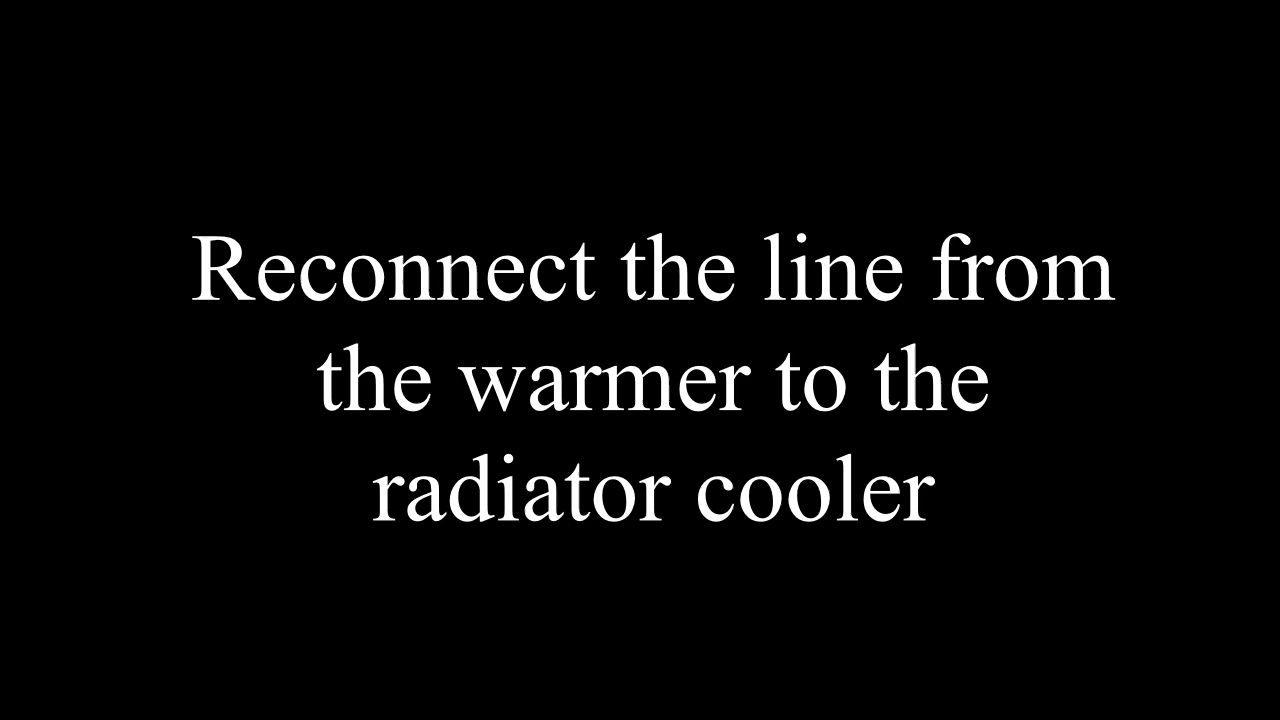 Reconnect the line from
the warmer to the
radiator cooler